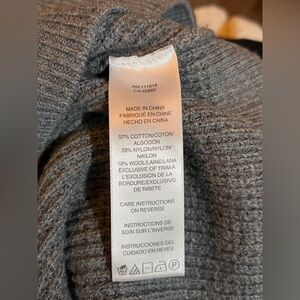 MADE IN CHINA
FABRIQUÉ EN CHINE
HECHO EN CHINA
57% COTTON/COTON/
ALGODÓN
33% NYLON/NYLON/
NAILON
10% WOOL/LAINE/LANA
EXCLUSIVE OF TRIM/À
L'EXCLUSION DE LA
BORDURE/EXCLUSIVO
DE RIBETE
CARE INSTRUCTIONS
ON REVERSE
INSTRUCTIONS DE
SOIN SUR L'INVERSE
INSTRUCCIONES DEL
CUIDADO EN REVÉS